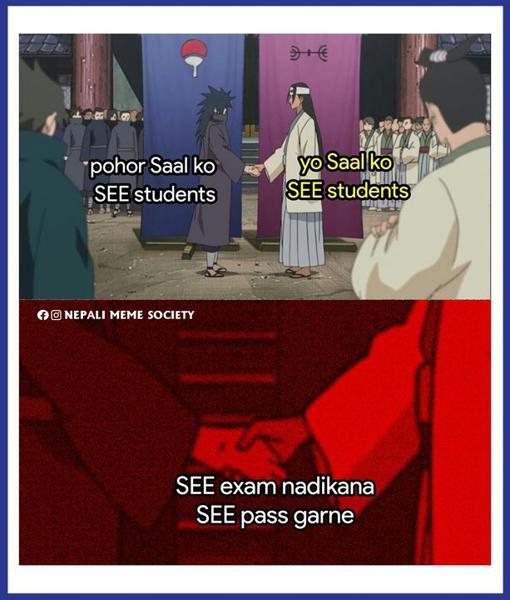 pohor Saal ko
SEE students
yo Saal ko
SEE students
NEPALI MEME SOCIETY
SEE exam nadikana
SEE pass garne